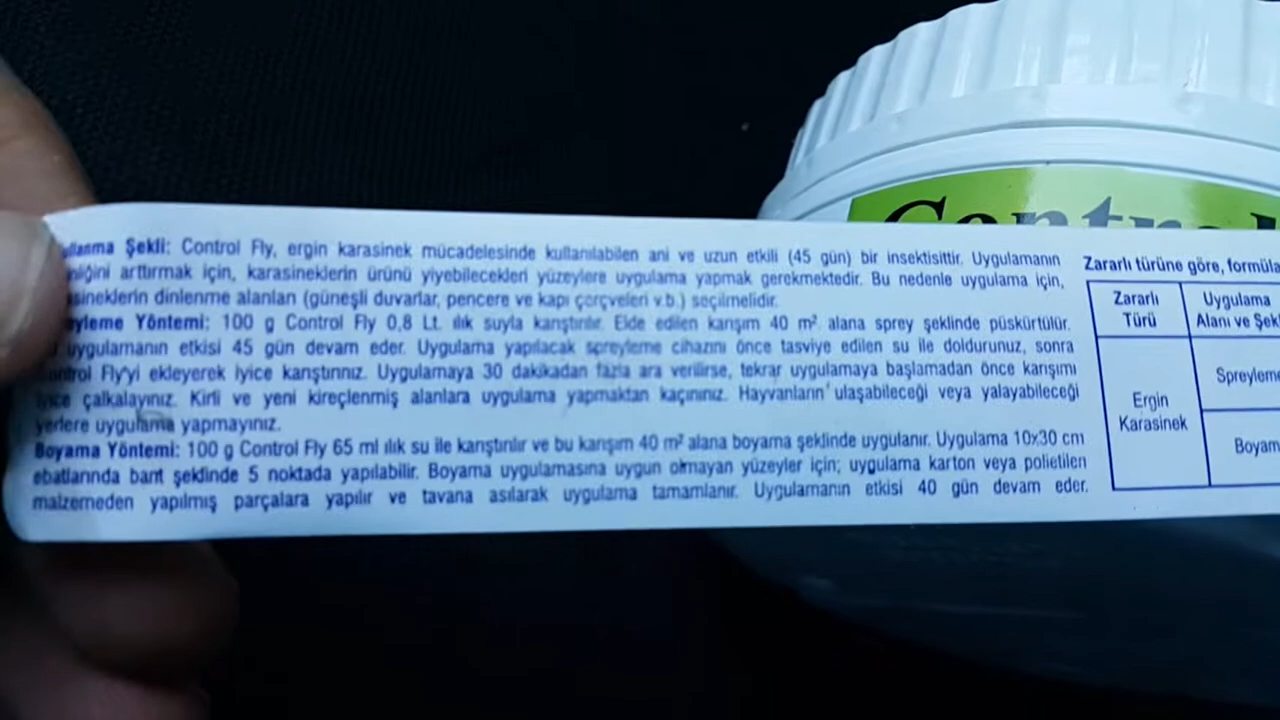 Control
Şekli: Control Fly, ergin karasinek mücadelesinde kullanılabilen ani ve uzun etkili (45 gün) bir insektisittir. Uygulamanın
arttırmak için, karasineklerin ürünü yiyebilecekleri yüzeylere uygulama yapmak gerekmektedir. Bu nedenle uygulama için,
dinlenme alanları (güneşli duvarlar, pencere ve kapı çerçveleri v.b.) seçilmelidir.
Yöntemi: 100 g Control Fly 0,8 Lt. ılık suyla karıştırılır. Elde edilen karışım 40 m² alana sprey şeklinde püskürtülür.
uygulamanın etkisi 45 gün devam eder. Uygulama yapılacak spreyleme cihazını önce tasviye edilen su ile doldurunuz, sonra
Fly'yi ekleyerek iyice karıştırınız. Uygulamaya 30 dakikadan fazla ara verilirse, tekrar uygulamaya başlamadan önce karışımı
iyice çalkalayınız. Kirli ve yeni kireçlenmiş alanlara uygulama yapmaktan kaçınınız. Hayvanların ulaşabileceği veya yalayabileceği
yerlere uygulama yapmayınız.
Boyama Yöntemi: 100 g Control Fly 65 ml ılık su ile karıştırılır ve bu karışım 40 m² alana boyama şeklinde uygulanır. Uygulama 10x30 cm
ebatlarında bant şeklinde 5 noktada yapılabilir. Boyama uygulamasına uygun olmayan yüzeyler için; uygulama karton veya polietilen
malzemeden yapılmış parçalara yapılır ve tavana asılarak uygulama tamamlanır. Uygulamanın etkisi 40 gün devam eder.
Zararlı türüne göre, formüla
Zararlı
Türü
Uygulama
Alanı ve Şekl
Ergin
Karasinek
Spreyleme
Boyam